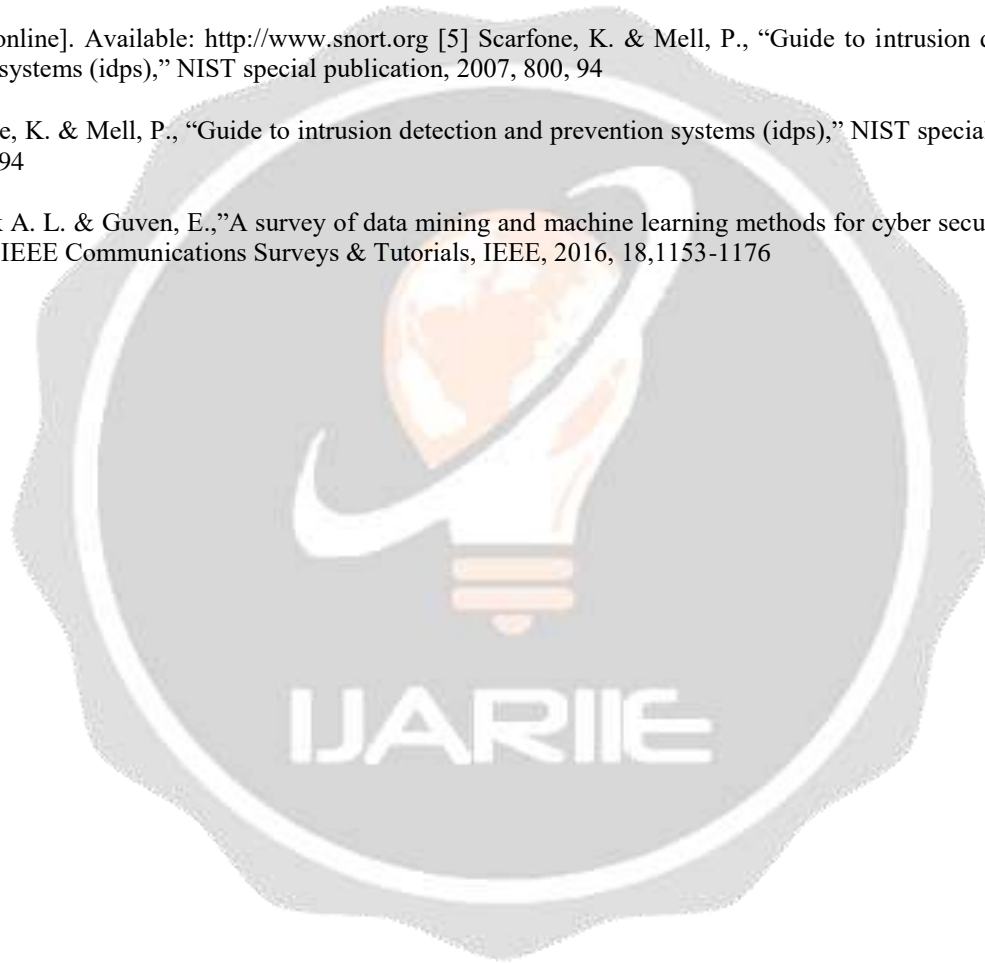 online]. Available: http://www.snort.org [5] Scarfone, K. & Mell, P., “Guide to intrusion
systems (idps),” NIST special publication, 2007, 800, 94
e, K. & Mell, P., “Guide to intrusion detection and prevention systems (idps),” NIST special
94
A. L. & Guven, E.,”A survey of data mining and machine learning methods for cyber secu
IEEE Communications Surveys & Tutorials, IEEE, 2016, 18,1153-1176
IJARIIE